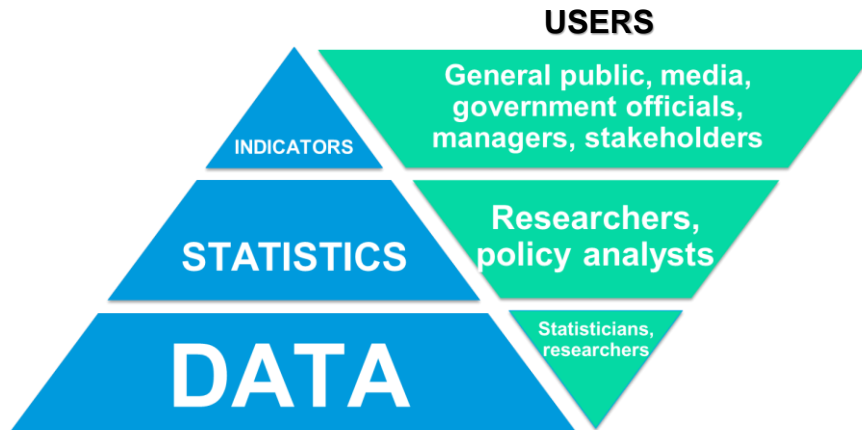 USERS
General public, media,
government officials,
managers, stakeholders
INDICATORS
Researchers,
policy analysts
STATISTICS
Statisticians,
researchers
DATA